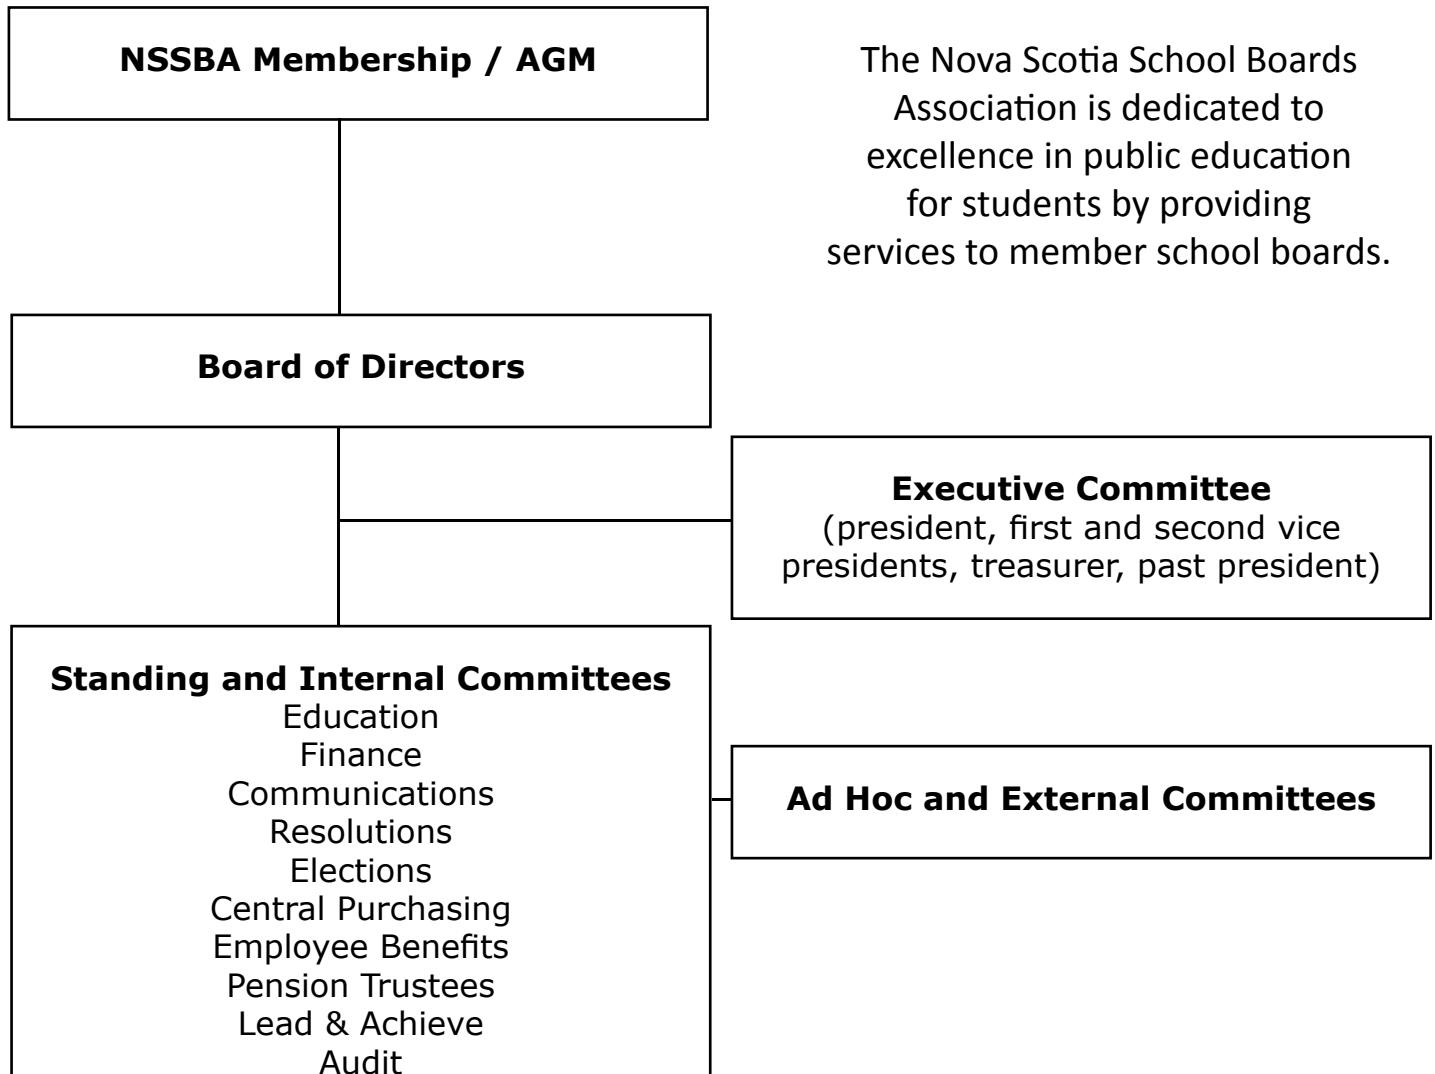 NSSBA Membership / AGM
The Nova Scotia School Boards
Association is dedicated to
excellence in public education
for students by providing
services to member school boards.
Board of Directors
Executive Committee
(president, first and second vice
presidents, treasurer, past president)
Standing and Internal Committees
Education
Finance
Communications
Resolutions
Elections
Central Purchasing
Employee Benefits
Pension Trustees
Lead & Achieve
Audit
Ad Hoc and External Committees